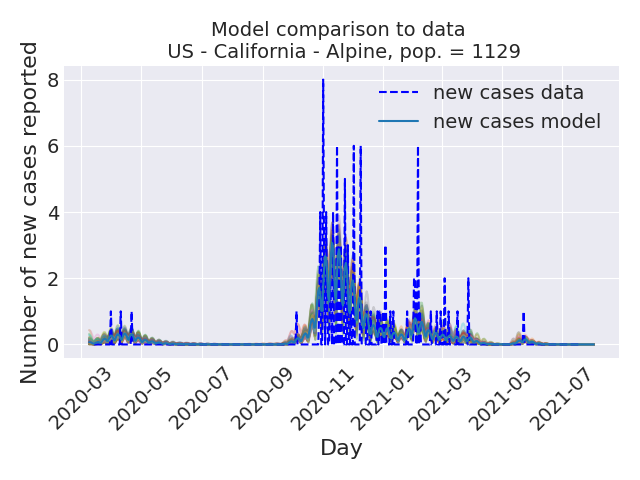 Model comparison to data
US - California - Alpine, pop. = 1129
Number of new cases reported
8
6
4
2
0
new cases data
new cases model
2020-03
2020-05
2020-07
2020-09
2020-11
2021-01
2021-03
2021-05
2021-07
Day